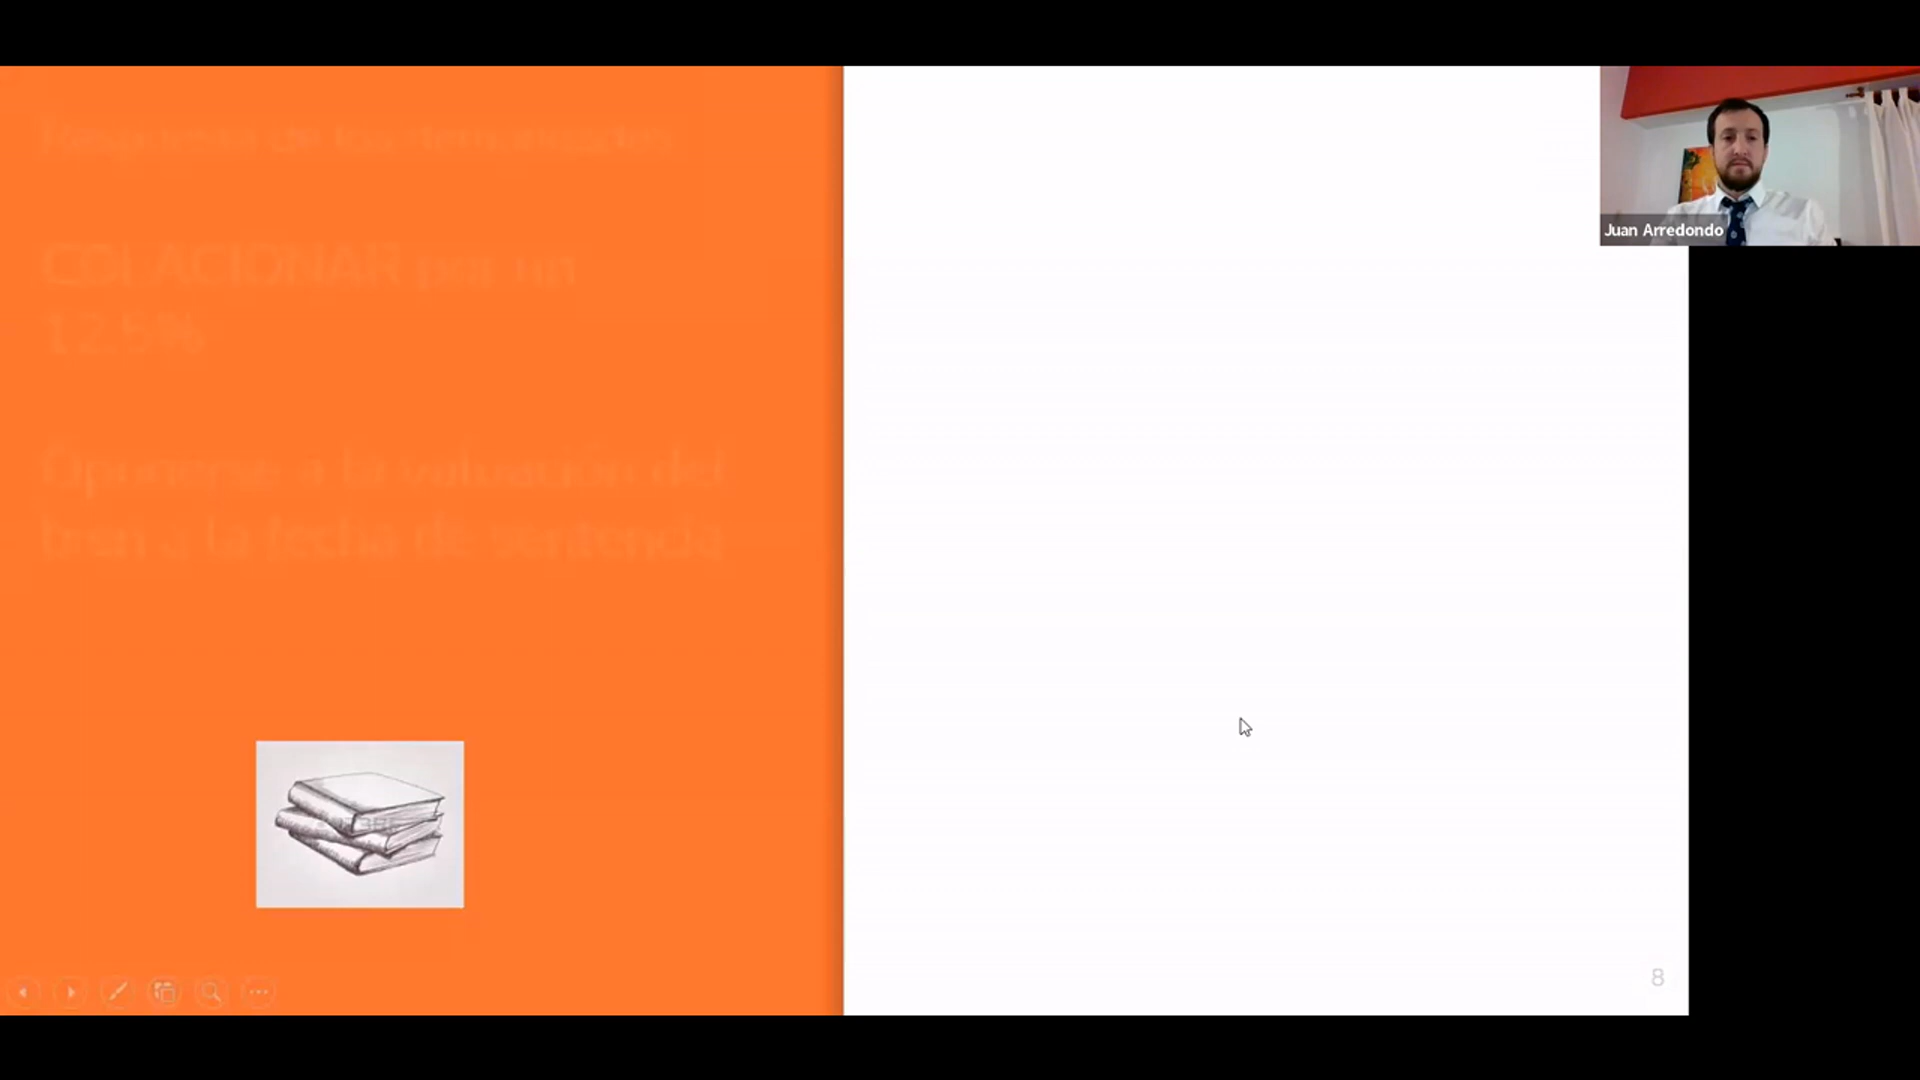 COLACIONAR por un
12.5%
Oponerse a la valuación del
bien a la fecha de sentencia
Juan Arredondo
8